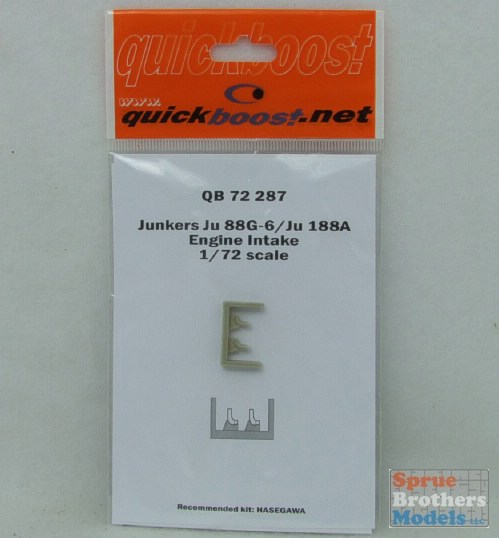 quickboost
www.
quickboost.net
QB 72 287
Junkers Ju 88G-6/Ju 188A
Engine Intake
1/72 scale
Recommended kit: HASEGAWA
Sprue
Brothers
Models LLC